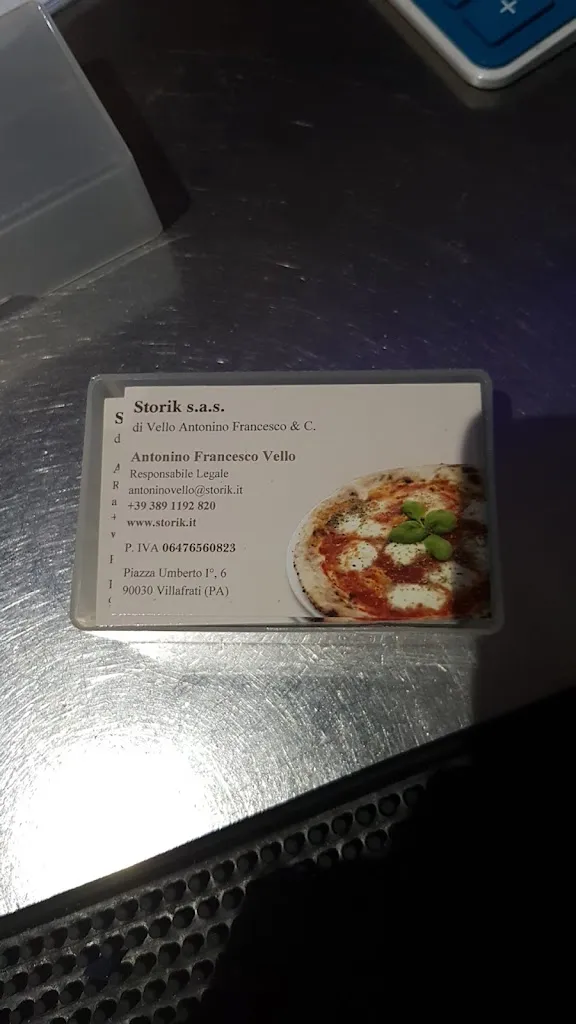 Storik s.a.s.
di Vello Antonino Francesco & C.
Antonino Francesco Vello
Responsabile Legale
antoninovello@storik.it
+39 389 1192 820
www.storik.it
P. IVA 06476560823
Piazza Umberto I°, 6
90030 Villafrati (PA)